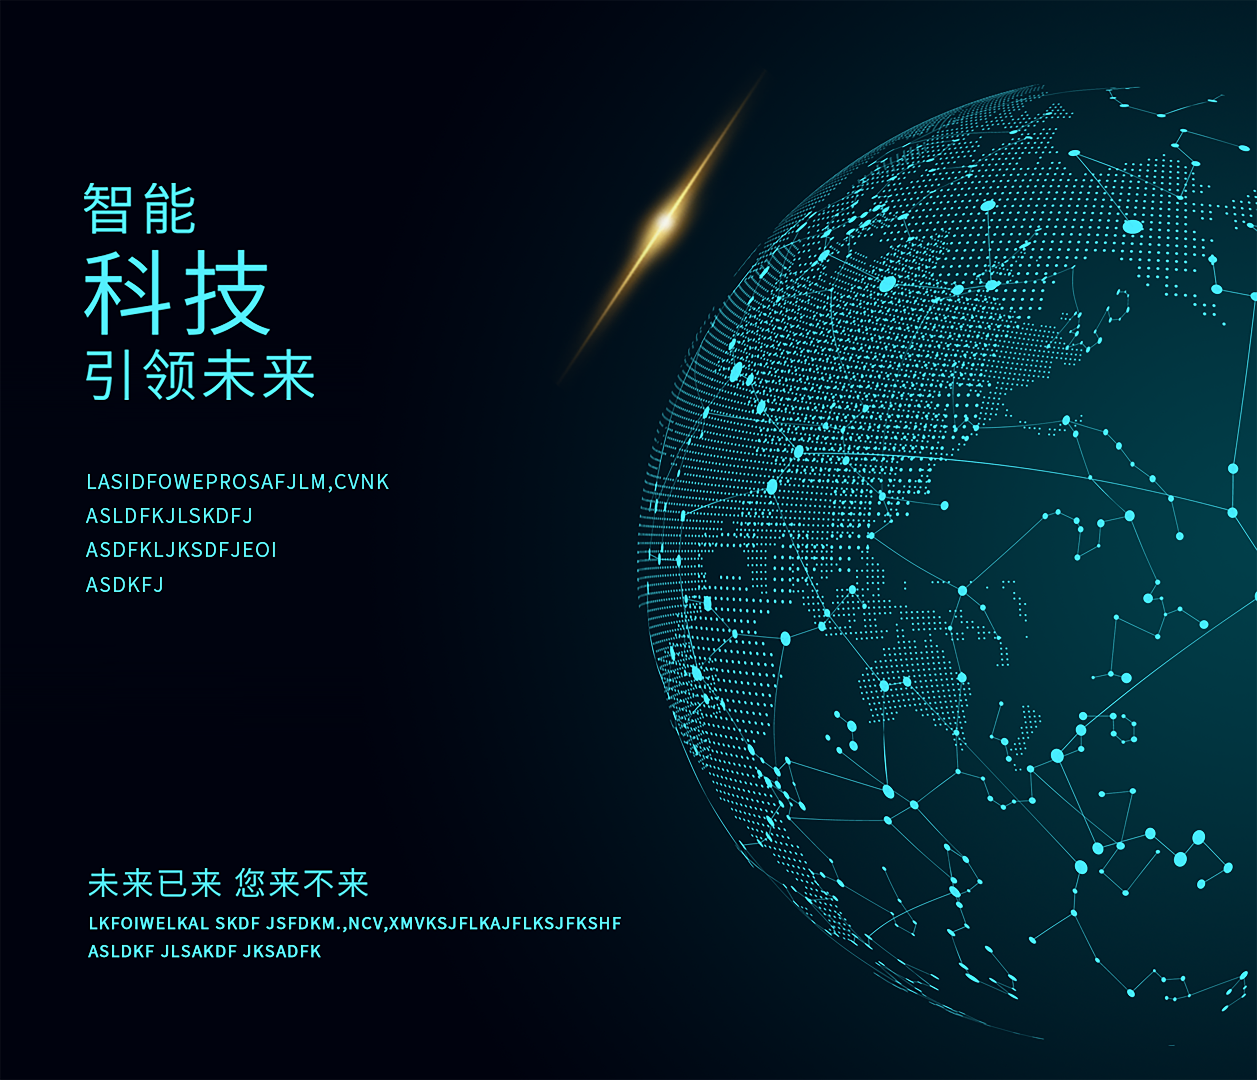 智能
科技
引领未来
LASIDFOWEPROSAFJLM,CVNK
ASLDFKJLSKDFJ
ASDFKLJKSDFJEOI
ASDKFJ
未来已来 您来不来
LKFOIWELKAL SKDF JSFDKM.,NCV,XMVKSJFLKAJFLKSJFKSHF
ASLDKF JLSAKDF JKSADFK